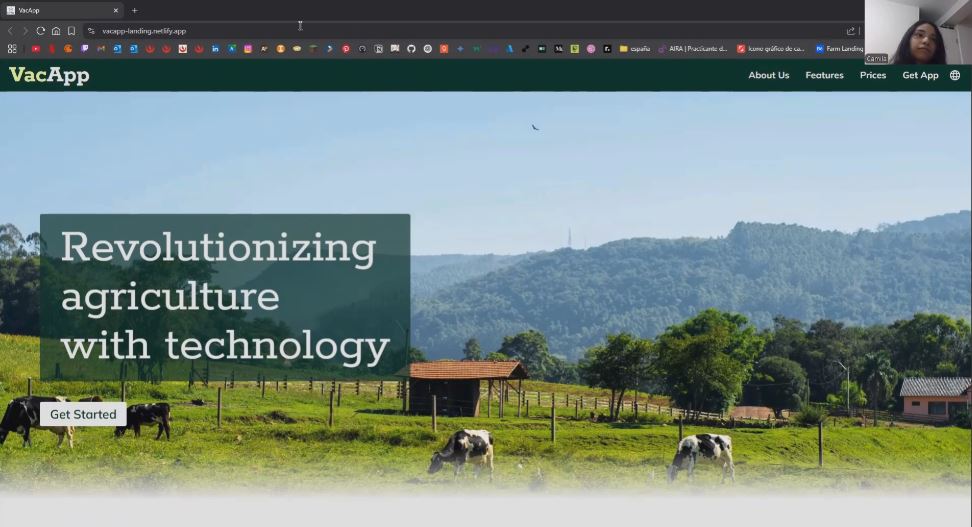 VacApp
vacapp-landing.netlify.app
españa
AIRA | Practicante d...
Icono gráfico de ca...
Farm Landing
Camila
VacApp
About Us
Features
Prices
Get App
Revolutionizing
agriculture
with technology
Get Started